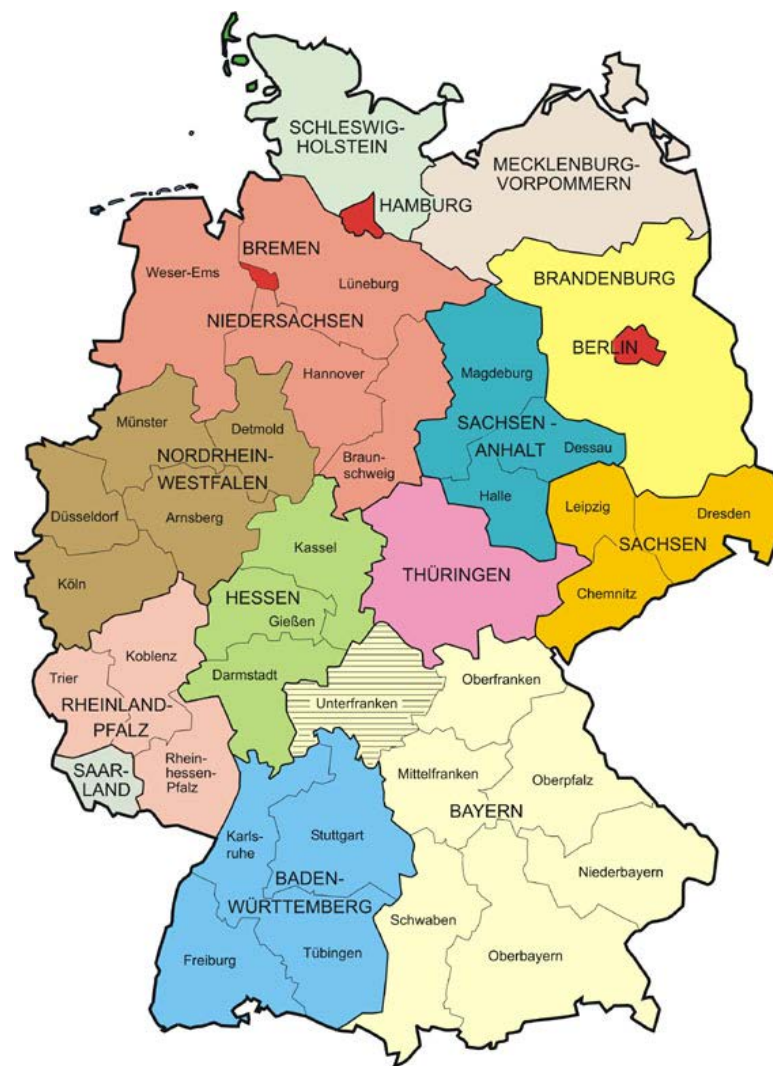 SCHLESWIG-
HOLSTEIN
MECKLENBURG-
VORPOMMERN
HAMBURG
BREMEN
Weser-Ems
Lüneburg
BRANDENBURG
NIEDERSACHSEN
BERLIN
Hannover
Magdeburg
Münster
Detmold
SACHSEN -
ANHALT
Dessau
NORDRHEIN-
WESTFALEN
Braun-
schweig
Halle
Düsseldorf
Arnsberg
Leipzig
Dresden
SACHSEN
Kassel
THÜRINGEN
Köln
HESSEN
Gießen
Chemnitz
Koblenz
Trier
Darmstadt
Oberfranken
RHEINLAND-
PFALZ
Unterfranken
SAAR-
LAND
Rhein-
hessen-
Pfalz
Mittelfranken
Oberpfalz
BAYERN
Karls-
ruhe
Stuttgart
Niederbayern
BADEN-
WÜRTTEMBERG
Schwaben
Freiburg
Tübingen
Oberbayern